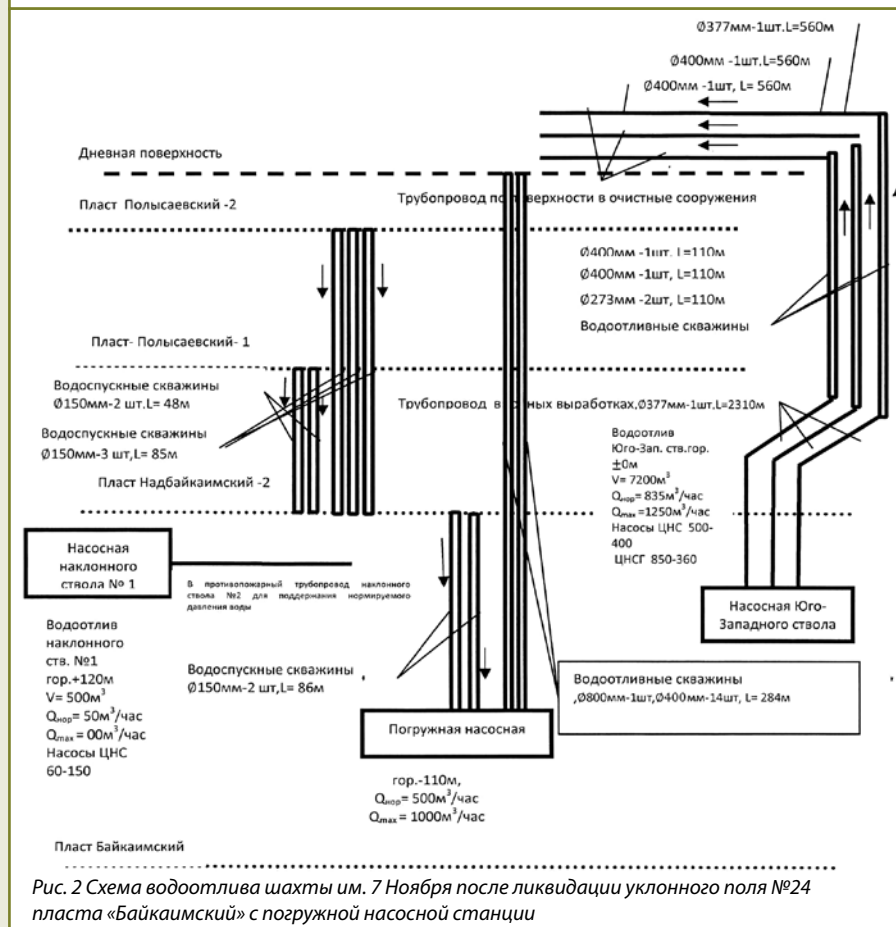 Ø377мм-1шт.L=560м
Ø400мм -1шт.L=560м
Ø400мм -1шт, L= 560м
Дневная поверхность
Пласт Полысаевский -2
Трубопровод по поверхности в очистные сооружения
Ø400мм -1шт. L=110м
Ø400мм -1шт, L=110м
Ø273мм -2шт, L=110м
Водоотливные скважины
Пласт- Полысаевский- 1
Водоспускные скважины
Ø150мм-2 шт.L= 48м
Водоспускные скважины
Ø150мм-3 шт,L= 85м
Трубопровод в горных выработках,Ø377мм-1шт.L=2310м
Водоотлив
Юго-Зап. ств.гор.
±0м
V= 7200м³
Qнор= 835м³/час
Qmax =1250м³/час
Насосы ЦНС 500-
400
ЦНСГ 850-360
Пласт Надбайкаимский -2
Насосная
наклонного
ствола № 1
В противопожарный трубопровод наклонного
ствола №2 для поддержания нормируемого
давления воды
Насосная Юго-
Западного ствола
Водоотлив
наклонного
ств. №1
гор.+120м
V= 500м³
Qнор= 50м³/час
Qmax = 00м³/час
Насосы ЦНС
60-150
Водоспускные скважины
Ø150мм-2 шт,L= 86м
Водоотливные скважины
,Ø800мм-1шт,Ø400мм-14шт, L= 284м
Погружная насосная
гор.-110м,
Qнор= 500м³/час
Qmax = 1000м³/час
Пласт Байкаимский
Рис. 2 Схема водоотлива шахты им. 7 Ноября после ликвидации уклонного поля №24
пласта «Байкаимский» с погружной насосной станции